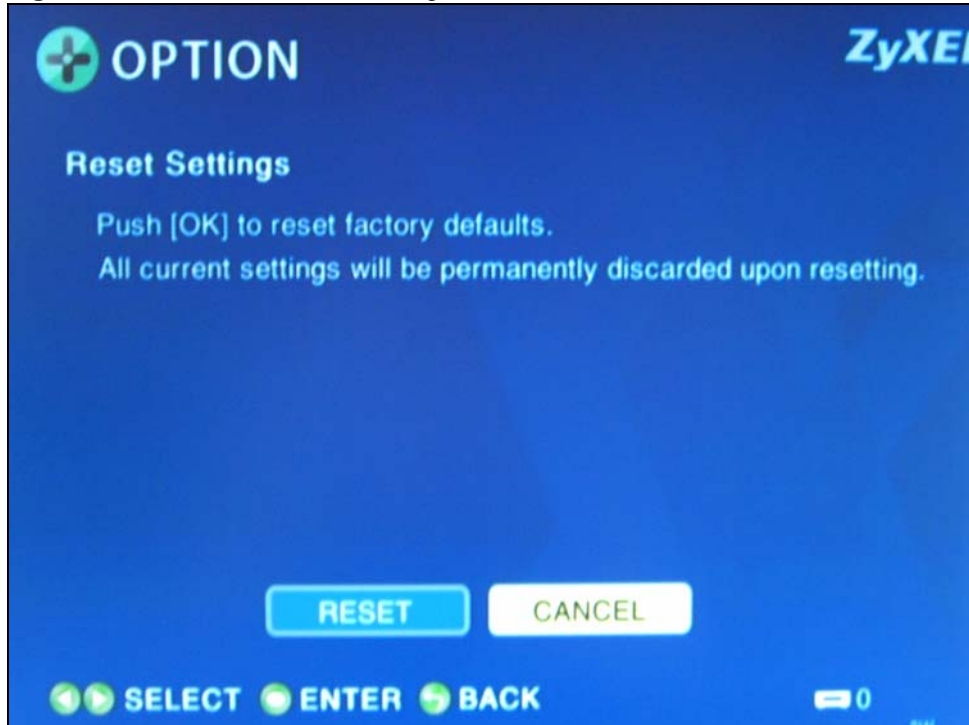 OPTION
ZyXEL
Reset Settings
Push [OK] to reset factory defaults.
All current settings will be permanently discarded upon resetting.
RESET
CANCEL
SELECT ENTER BACK
0